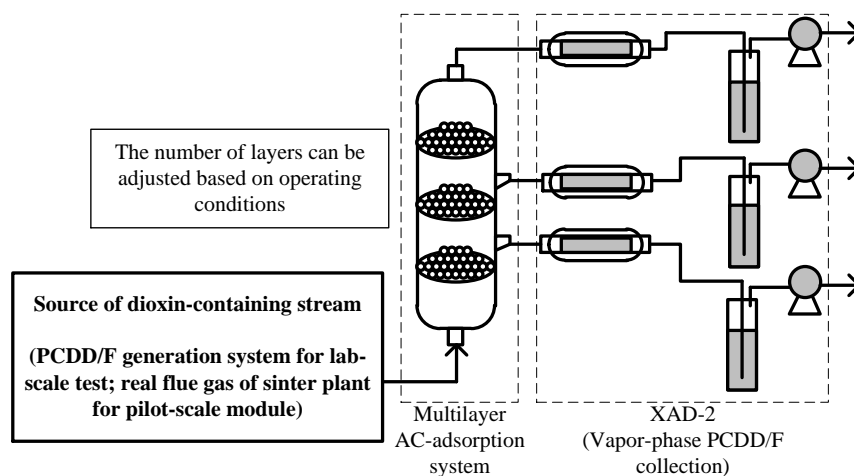 The number of layers can be
adjusted based on operating
conditions
Source of dioxin-containing stream
(PCDD/F generation system for lab-
scale test; real flue gas of sinter plant
for pilot-scale module)
Multilayer
AC-adsorption
system
XAD-2
(Vapor-phase PCDD/F
collection)